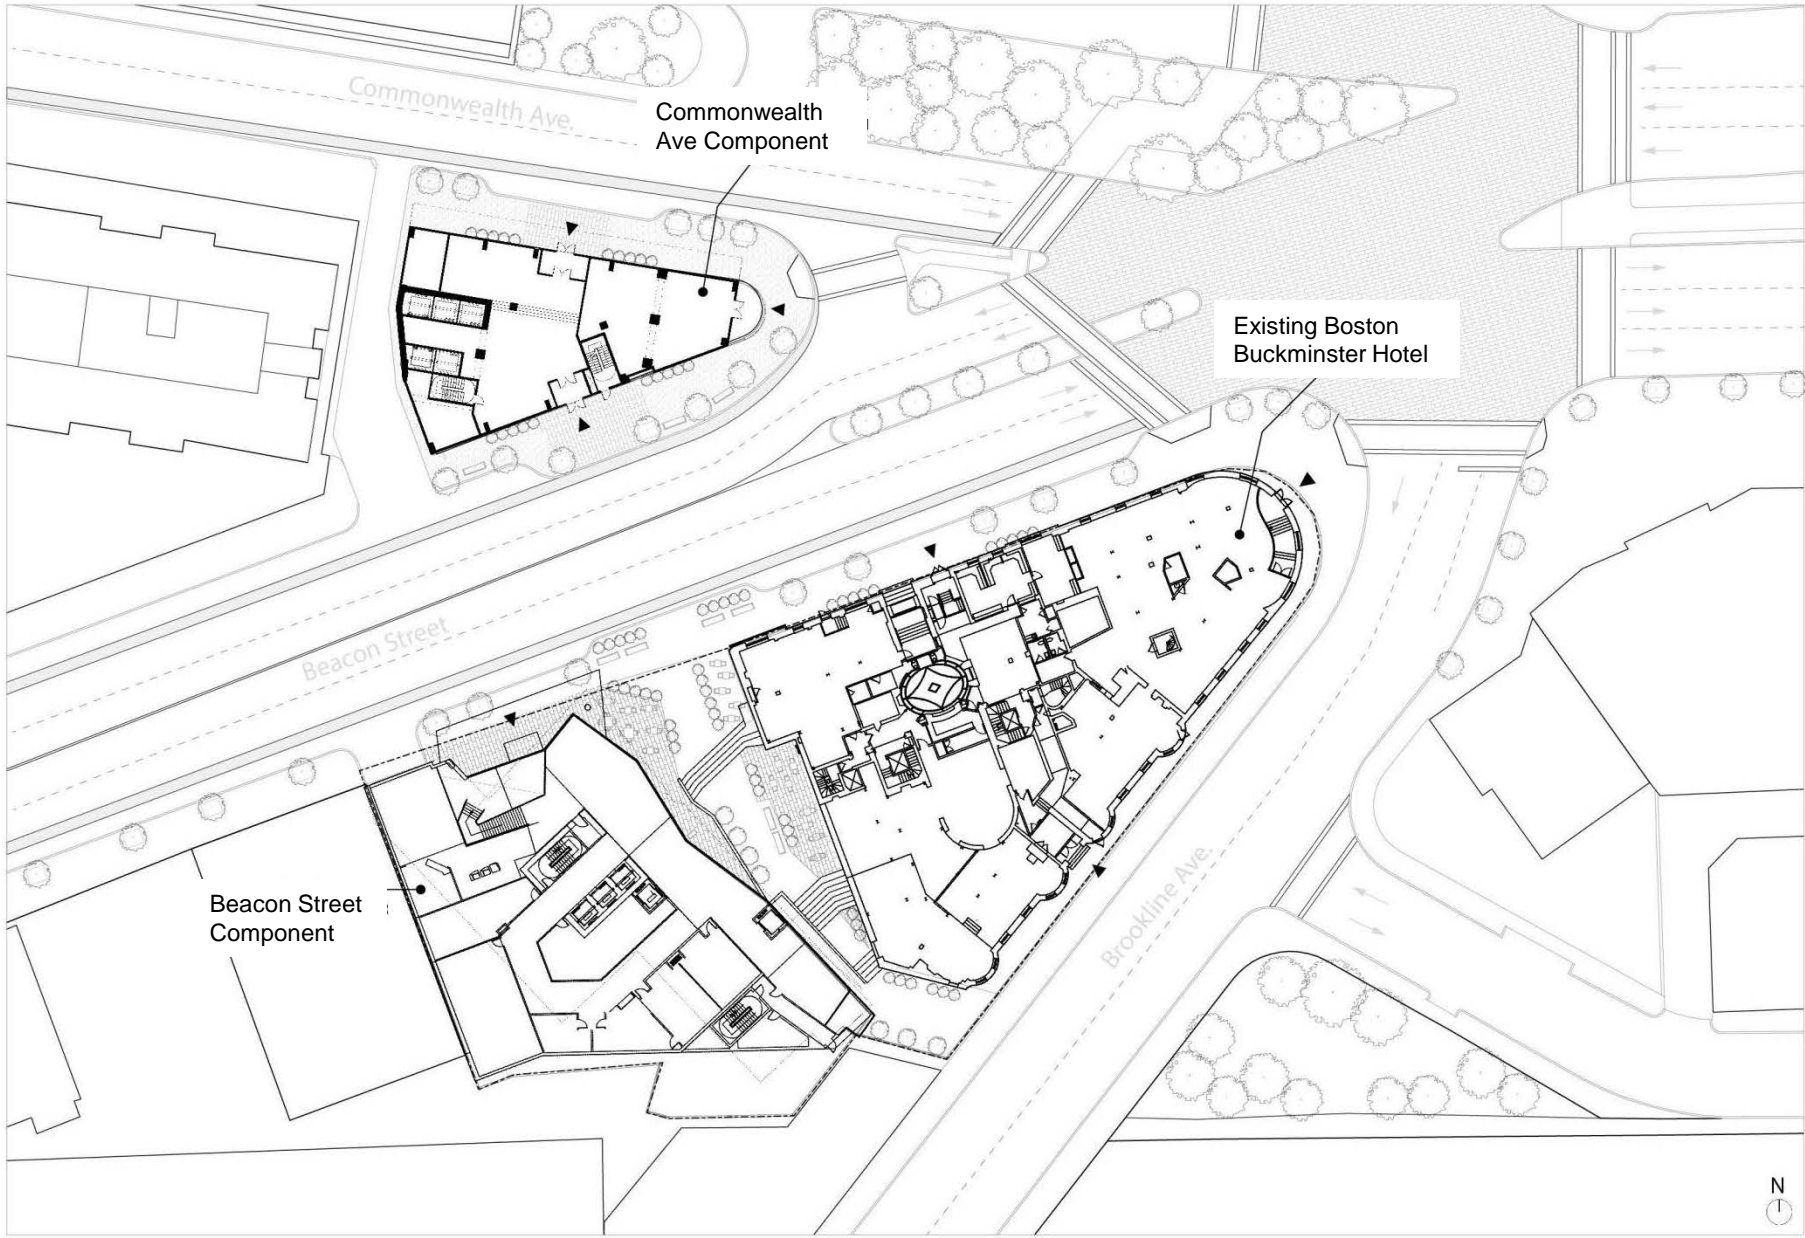 Commonwealth Ave.
Commonwealth
Ave Component
Existing Boston
Buckminster Hotel
Beacon Street
Beacon Street
Component
Brookline Ave.
N